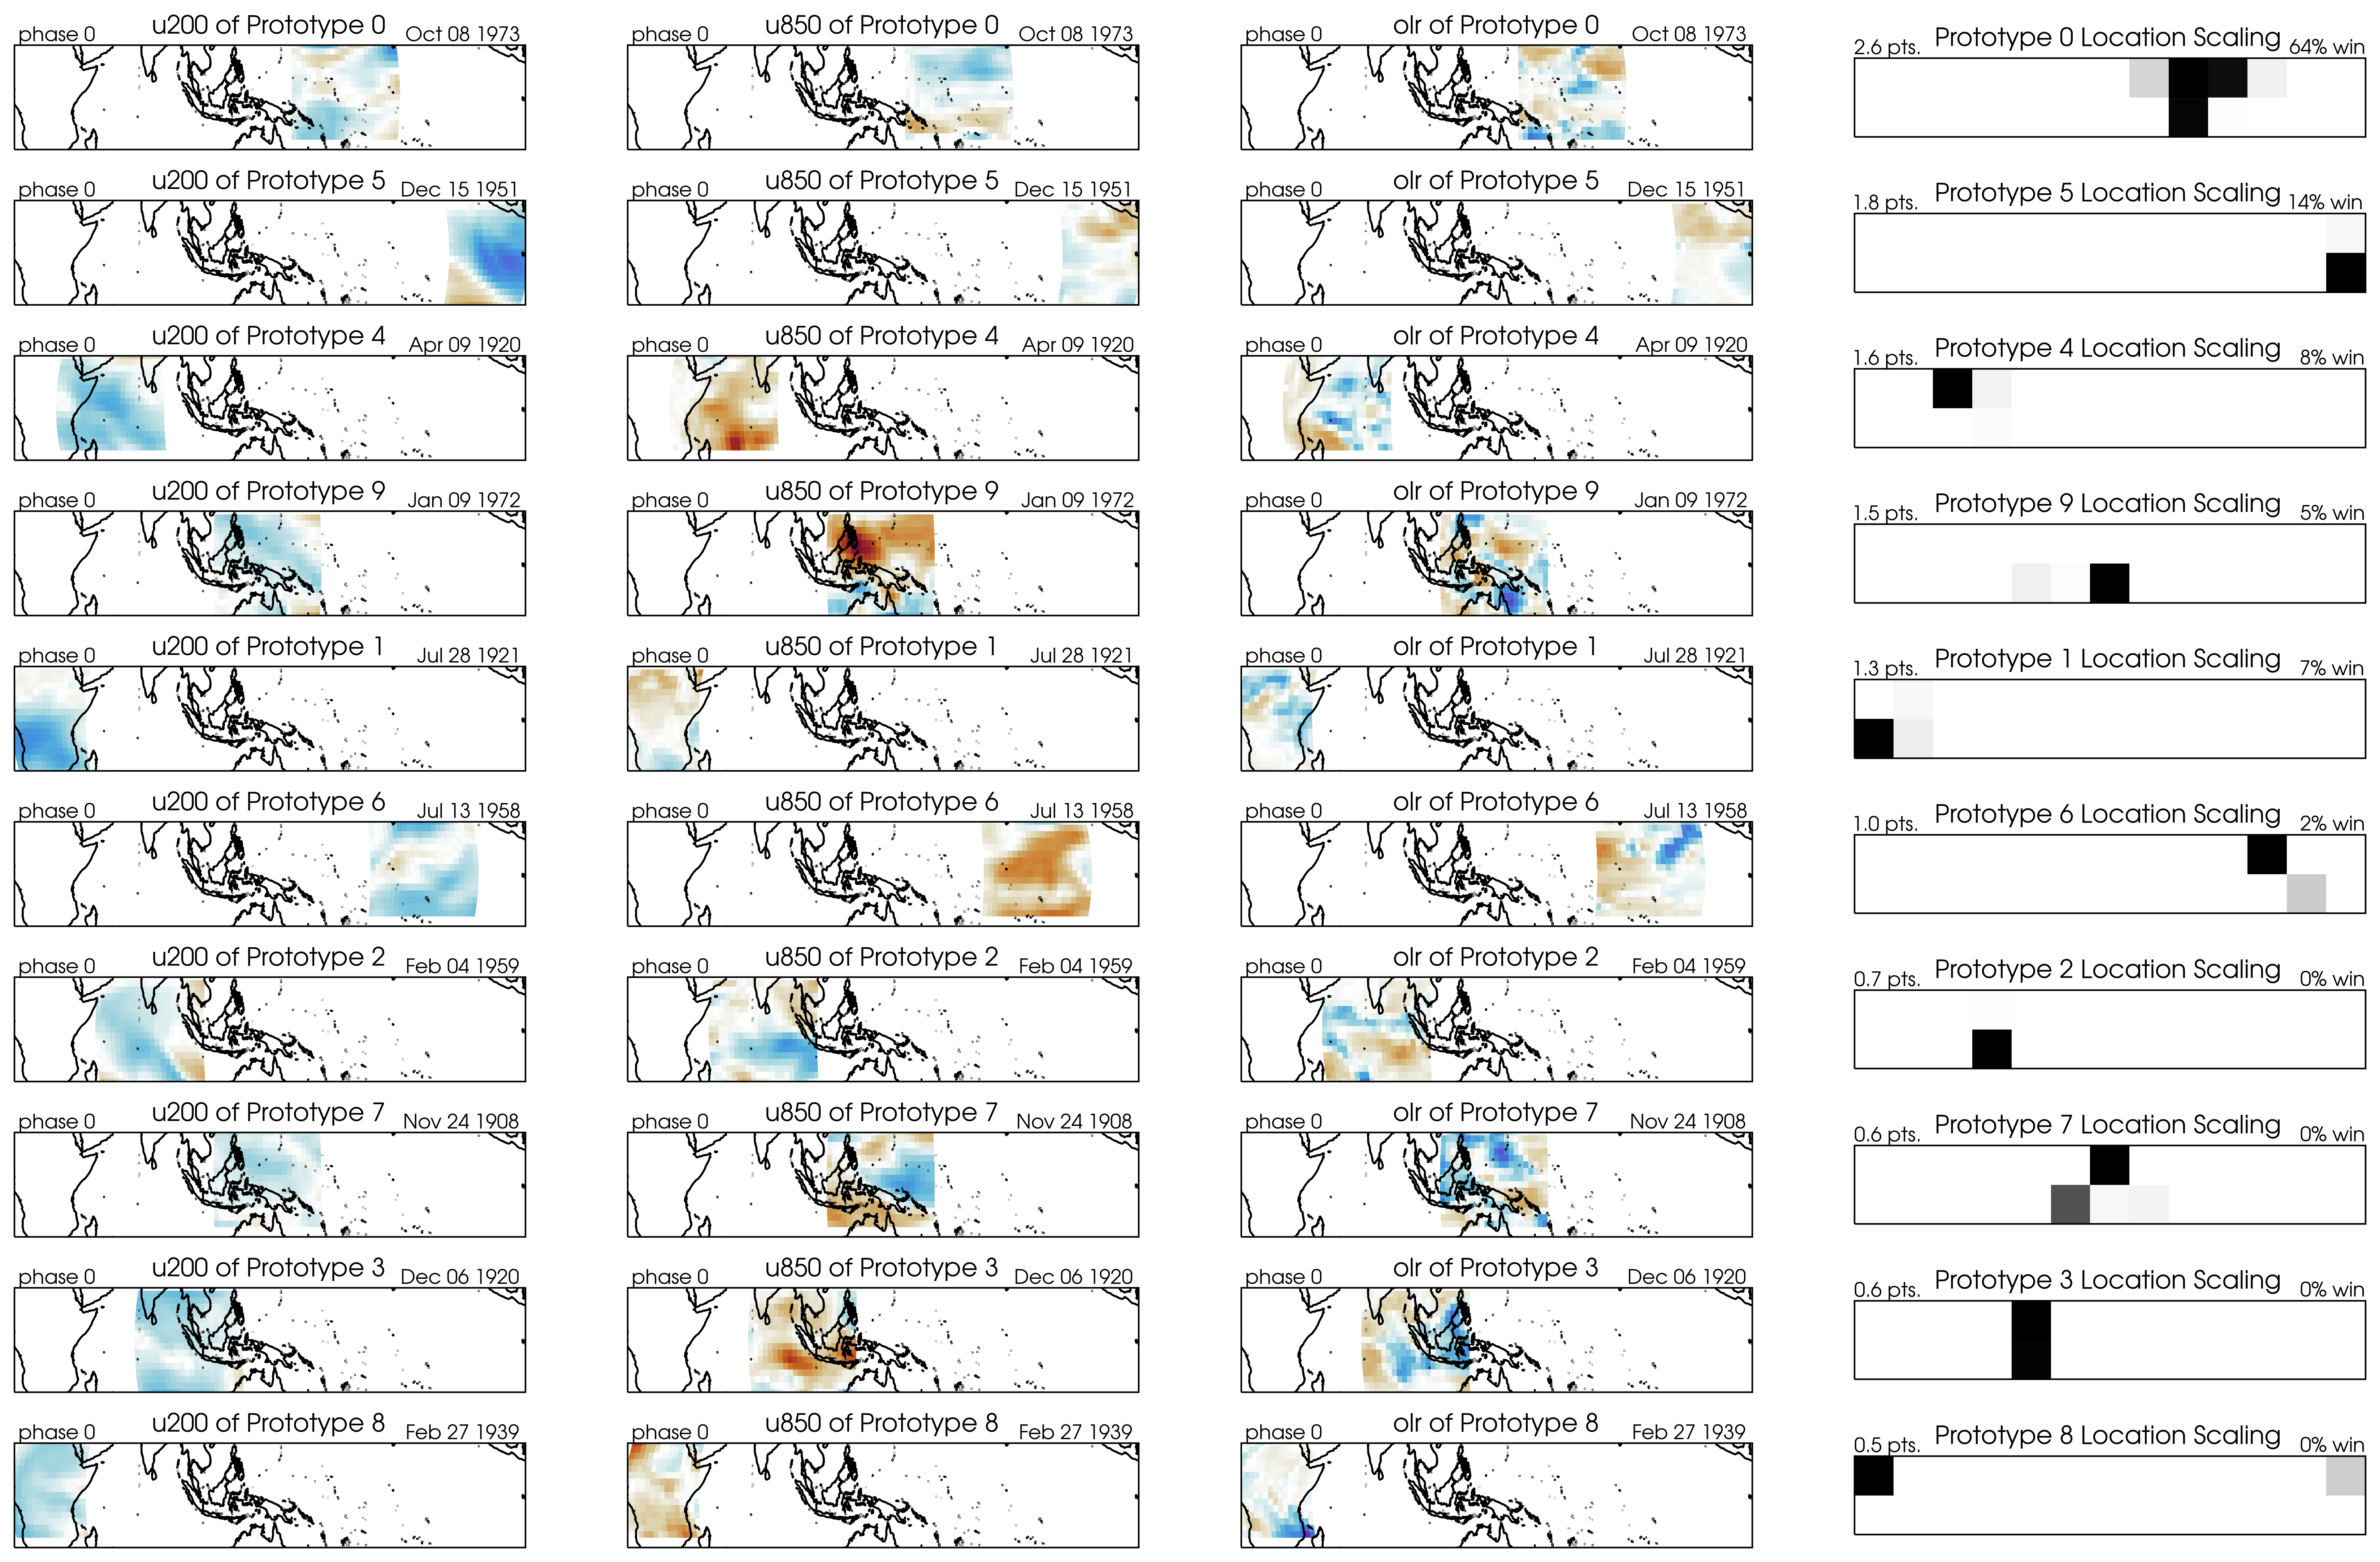 phase 0 u200 of Prototype 0 Oct 08 1973
phase 0 u850 of Prototype 0 Oct 08 1973
phase 0 olr of Prototype 0 Oct 08 1973
2.6 pts. Prototype 0 Location Scaling 64% win
phase 0 u200 of Prototype 5 Dec 15 1951
phase 0 u850 of Prototype 5 Dec 15 1951
phase 0 olr of Prototype 5 Dec 15 1951
1.8 pts. Prototype 5 Location Scaling 14% win
phase 0 u200 of Prototype 4 Apr 09 1920
phase 0 u850 of Prototype 4 Apr 09 1920
phase 0 olr of Prototype 4 Apr 09 1920
1.6 pts. Prototype 4 Location Scaling 8% win
phase 0 u200 of Prototype 9 Jan 09 1972
phase 0 u850 of Prototype 9 Jan 09 1972
phase 0 olr of Prototype 9 Jan 09 1972
1.5 pts. Prototype 9 Location Scaling 5% win
phase 0 u200 of Prototype 1 Jul 28 1921
phase 0 u850 of Prototype 1 Jul 28 1921
phase 0 olr of Prototype 1 Jul 28 1921
1.3 pts. Prototype 1 Location Scaling 7% win
phase 0 u200 of Prototype 6 Jul 13 1958
phase 0 u850 of Prototype 6 Jul 13 1958
phase 0 olr of Prototype 6 Jul 13 1958
1.0 pts. Prototype 6 Location Scaling 2% win
phase 0 u200 of Prototype 2 Feb 04 1959
phase 0 u850 of Prototype 2 Feb 04 1959
phase 0 olr of Prototype 2 Feb 04 1959
0.7 pts. Prototype 2 Location Scaling 0% win
phase 0 u200 of Prototype 7 Nov 24 1908
phase 0 u850 of Prototype 7 Nov 24 1908
phase 0 olr of Prototype 7 Nov 24 1908
0.6 pts. Prototype 7 Location Scaling 0% win
phase 0 u200 of Prototype 3 Dec 06 1920
phase 0 u850 of Prototype 3 Dec 06 1920
phase 0 olr of Prototype 3 Dec 06 1920
0.6 pts. Prototype 3 Location Scaling 0% win
phase 0 u200 of Prototype 8 Feb 27 1939
phase 0 u850 of Prototype 8 Feb 27 1939
phase 0 olr of Prototype 8 Feb 27 1939
0.5 pts. Prototype 8 Location Scaling 0% win